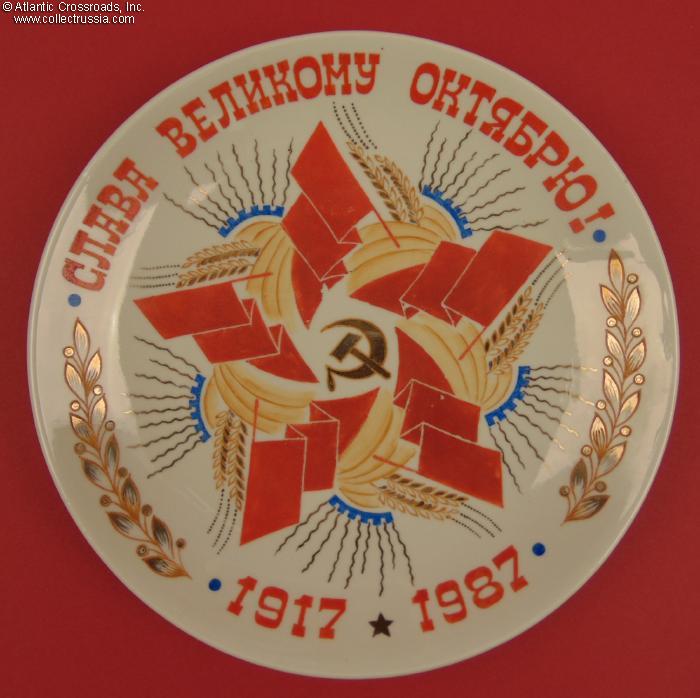 © Atlantic Crossroads, Inc.
www.collectrussia.com
СЛАВА ВЕЛИКОМУ ОКТЯБРЮ!
1917 ★ 1987